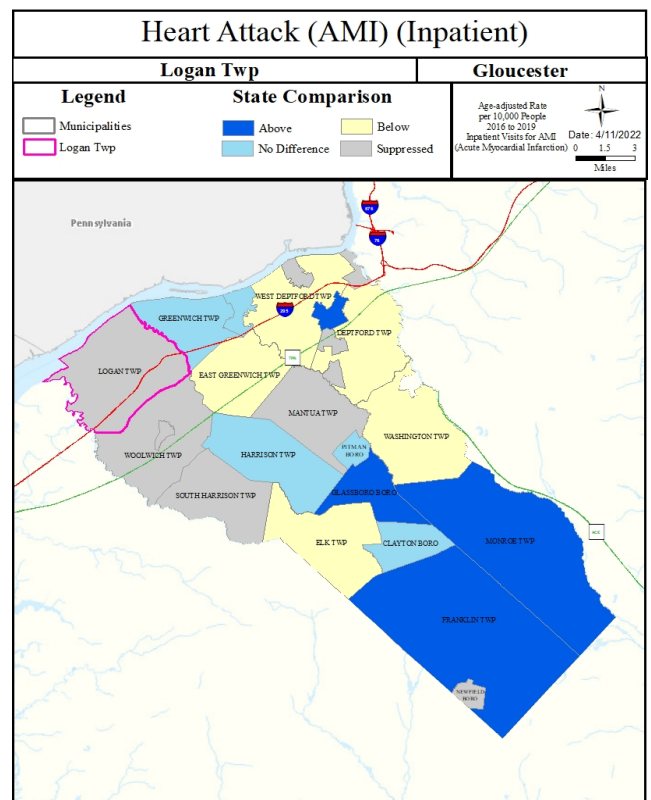 Heart Attack (AMI) (Inpatient)
Logan Twp
Gloucester
Legend
Municipalities
Logan Twp
State Comparison
Above
Below
No Difference
Suppressed
Age-adjusted Rate
per 10,000 People
2016 to 2019
Inpatient Visits for AMI
(Acute Myocardial Infarction)
N
Date: 4/11/2022
0 1.5 3
Miles
Pennsylvania
676
76
WEST DEPTFORD TWP
295
GREENWICH TWP
DEPTFORD TWP
LOGAN TWP
EAST GREENWICH TWP
MANTUA TWP
WASHINGTON TWP
PITMAN
BORO
WOOLWICH TWP
HARRISON TWP
SOUTH HARRISON TWP
GLASSBORO BORO
ELK TWP
CLAYTON BORO
MONROE TWP
FRANKLIN TWP
NEWFIELD
BORO